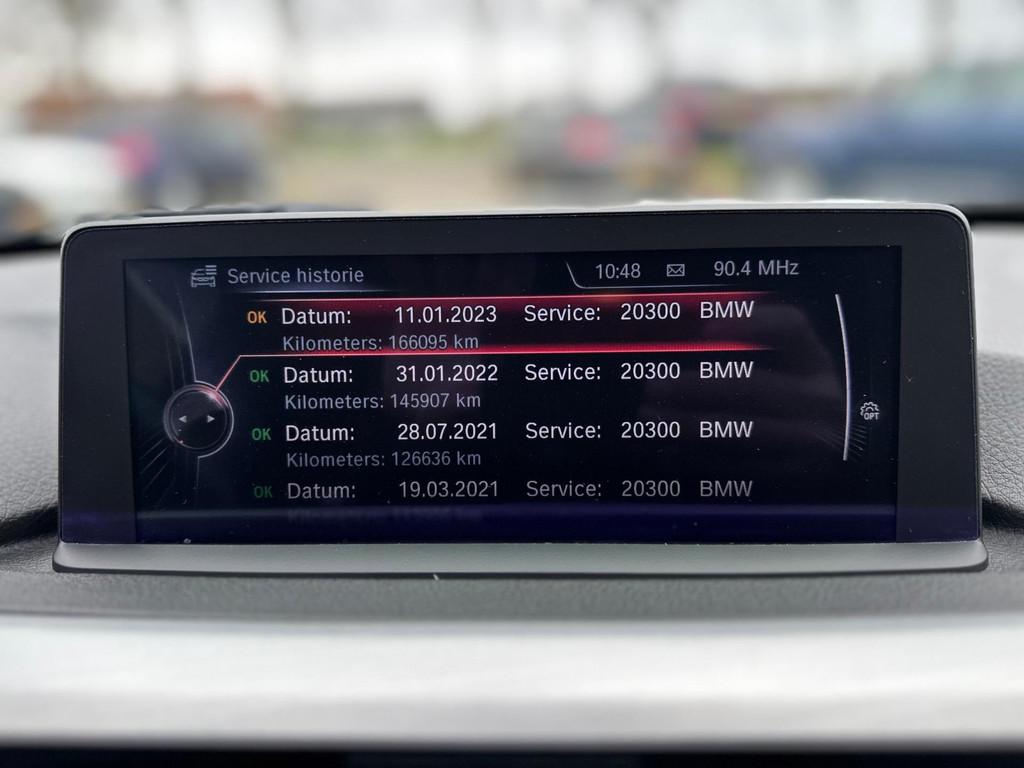 Service historie 10:48 90.4 MHz
OK Datum: 11.01.2023 Service: 20300 BMW
Kilometers: 166095 km
OK Datum: 31.01.2022 Service: 20300 BMW
Kilometers: 145907 km
OK Datum: 28.07.2021 Service: 20300 BMW
OPT
Kilometers: 126636 km
OK Datum: 19.03.2021 Service: 20300 BMW